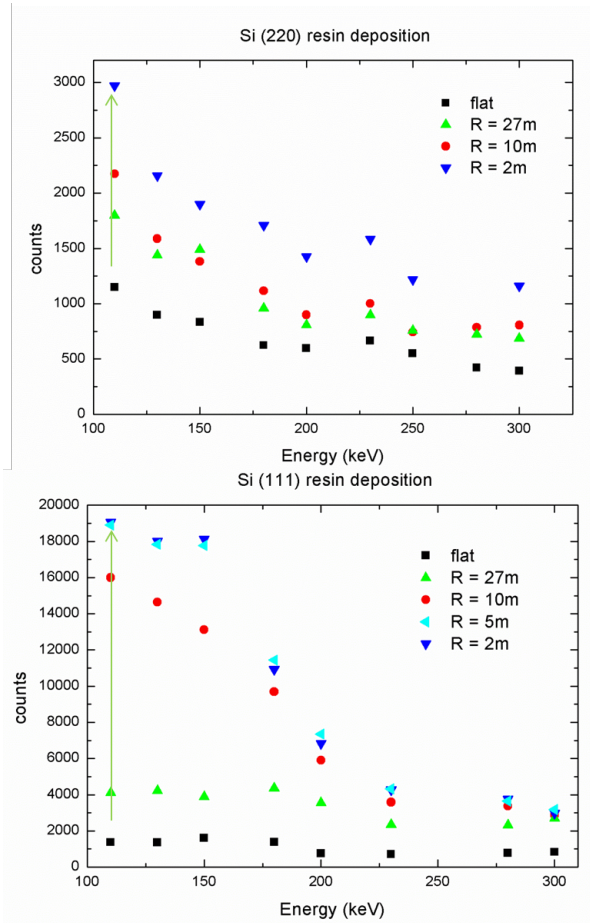 Si (220) resin deposition
3000
2500
2000
1500
1000
500
0
counts
flat
R = 27m
R = 10m
R = 2m
100
150
200
250
300
Energy (keV)
Si (111) resin deposition
20000
18000
16000
14000
12000
10000
8000
6000
4000
2000
0
counts
flat
R = 27m
R = 10m
R = 5m
R = 2m
100
150
200
250
300
Energy (keV)